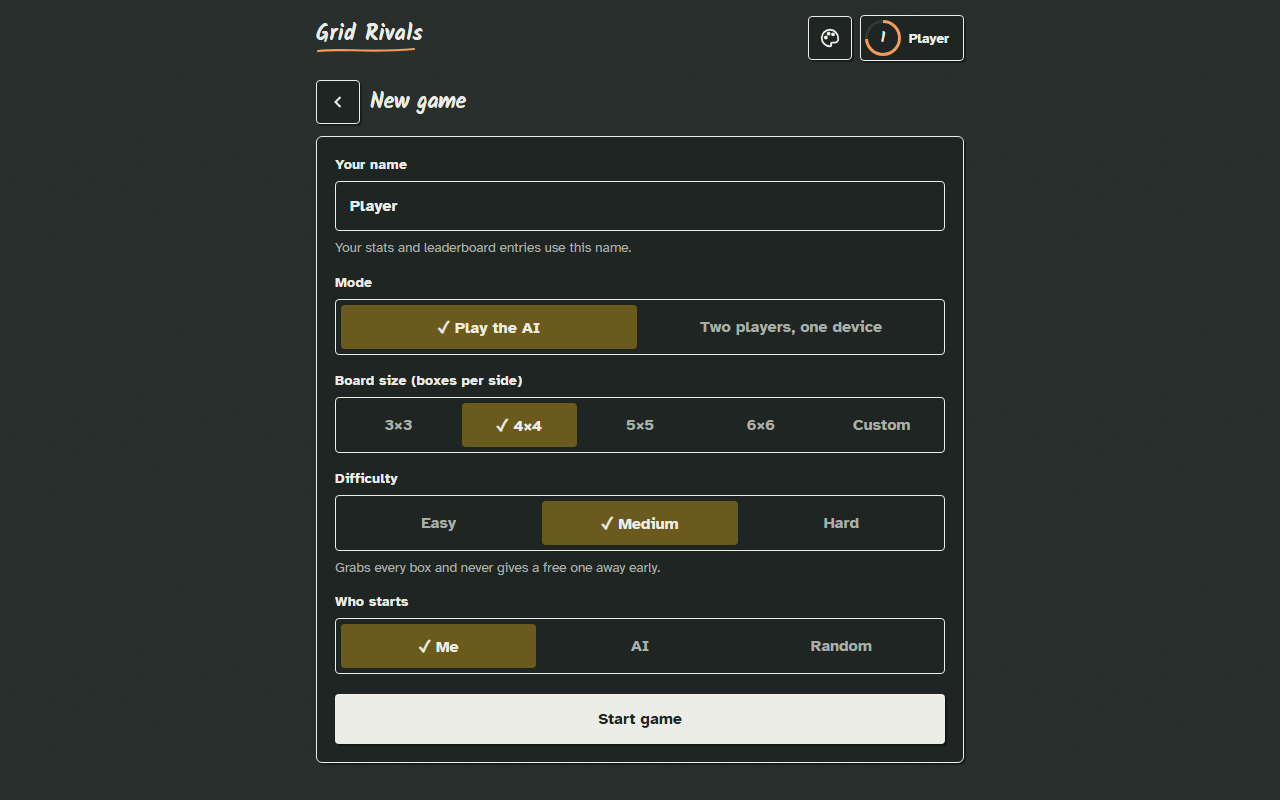 Grid Rivals
1 Player
New game
Your name
Player
Your stats and leaderboard entries use this name.
Mode
✓ Play the AI Two players, one device
Board size (boxes per side)
3×3 ✓ 4×4 5×5 6×6 Custom
Difficulty
Easy ✓ Medium Hard
Grabs every box and never gives a free one away early.
Who starts
✓ Me AI Random
Start game